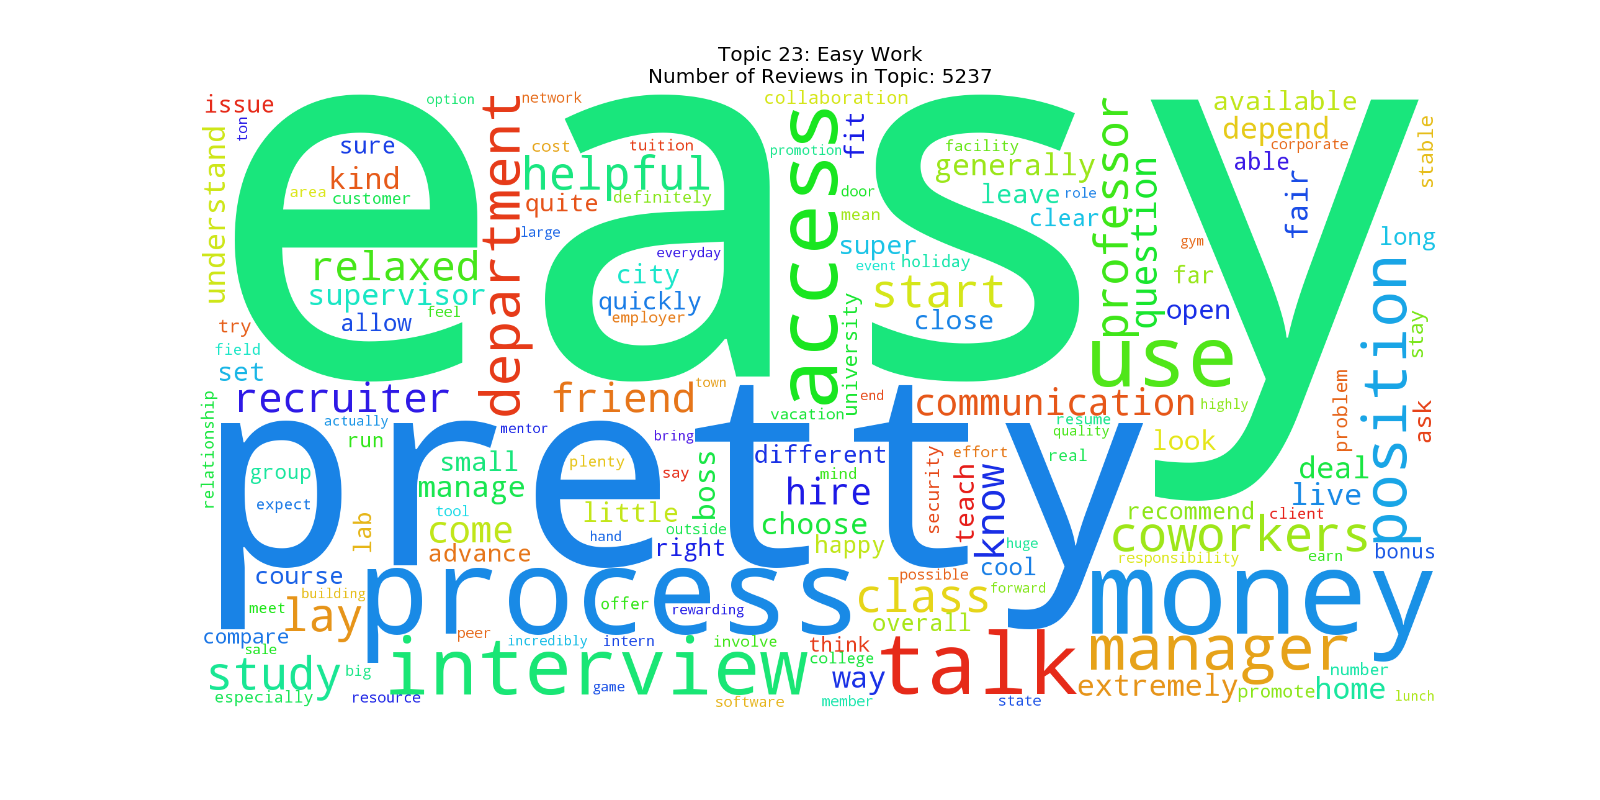 Topic 23: Easy Work
Number of Reviews in Topic: 5237
issue
option
network
collaboration
available
ton
easy
department
access
fit
professor
depend
corporate
stable
understand
sure
cost
tuition
promotion
facility
able
kind
helpful
generally
question
area
customer
quite
definitely
door
leave
role
fair
large
mean
clear
long
relaxed
everyday
super
gym
city
event
holiday
far
supervisor
quickly
start
open
position
feel
employer
university
close
stay
allow
try
field
use
set
recruiter
friend
town
end
communication
highly
problem
ask
relationship
vacation
actually
pretty
mentor
bring
resume
quality
look
run
different
effort
real
group
small
plenty
say
boss
mind
security
teach
know
deal
manage
hire
live
expect
tool
little
recommend
client
lab
come
hand
outside
choose
huge
coworkers
advance
right
happy
responsibility
earn
bonus
course
process
possible
cool
money
building
class
forward
meet
lay
offer
rewarding
overall
compare
peer
incredibly
intern
involve
think
talk
manager
sale
interview
college
study
big
way
number
extremely
promote
home
lunch
game
especially
resource
software
member
state